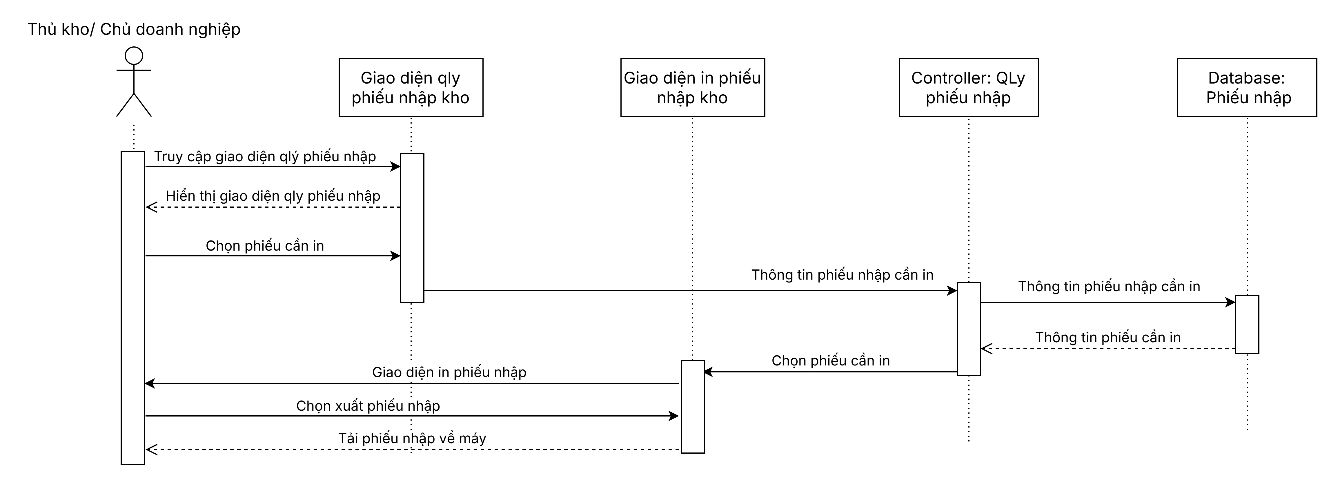 Thủ kho/ Chủ doanh nghiệp
Giao diện qly
phiếu nhập kho
Giao diện in phiếu
nhập kho
Controller: QLy
phiếu nhập
Database:
Phiếu nhập
Truy cập giao diện qlý phiếu nhập
Hiển thị giao diện qly phiếu nhập
Chọn phiếu cần in
Thông tin phiếu nhập cần in
Thông tin phiếu nhập cần in
Thông tin phiếu cần in
Chọn phiếu cần in
Giao diện in phiếu nhập
Chọn xuất phiếu nhập
Tải phiếu nhập về máy